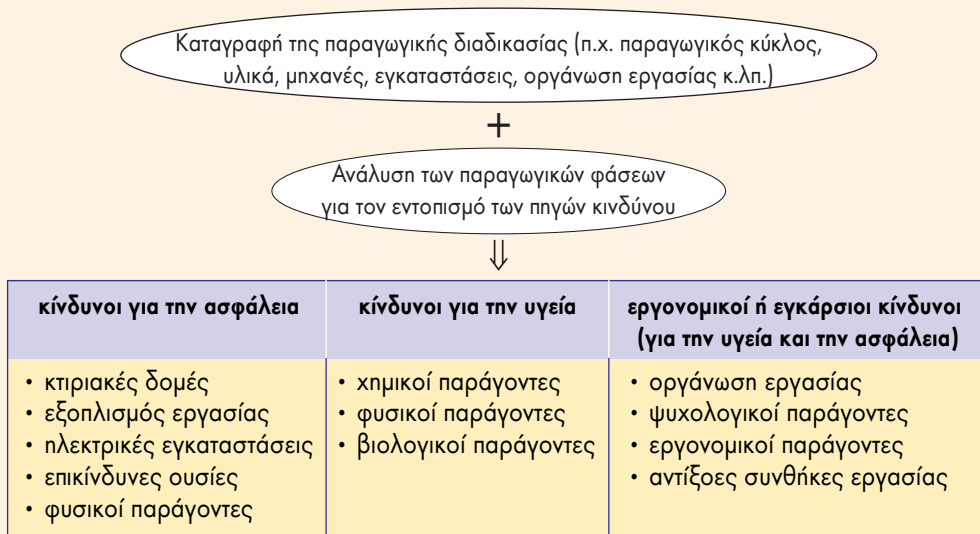 Καταγραφή της παραγωγικής διαδικασίας (π.χ. παραγωγικός κύκλος,
υλικά, μηχανές, εγκαταστάσεις, οργάνωση εργασίας κ.λπ.)
+
Ανάλυση των παραγωγικών φάσεων
για τον εντοπισμό των πηγών κινδύνου
⇓
κίνδυνοι για την ασφάλεια
• κτιριακές δομές
• εξοπλισμός εργασίας
• ηλεκτρικές εγκαταστάσεις
• επικίνδυνες ουσίες
• φυσικοί παράγοντες
κίνδυνοι για την υγεία
• χημικοί παράγοντες
• φυσικοί παράγοντες
• βιολογικοί παράγοντες
εργονομικοί ή εγκάρσιοι κίνδυνοι
(για την υγεία και την ασφάλεια)
• οργάνωση εργασίας
• ψυχολογικοί παράγοντες
• εργονομικοί παράγοντες
• αντίξοες συνθήκες εργασίας